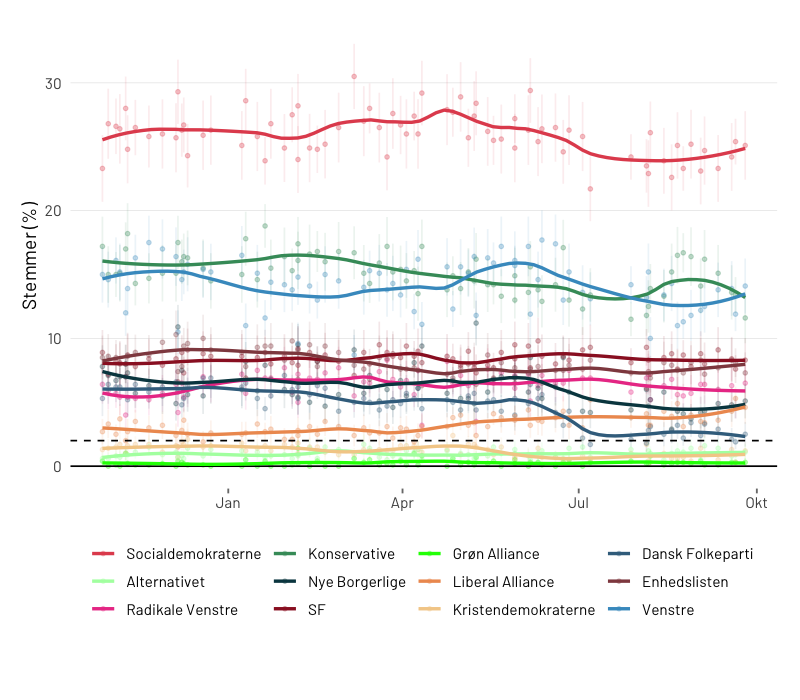 30
20
10
0
Stemmer(%)
Jan
Apr
Jul
Okt
Socialdemokraterne
Konservative
Grøn Alliance
Dansk Folkeparti
Alternativet
Nye Borgerlige
Liberal Alliance
Enhedslisten
Radikale Venstre
SF
Kristendemokraterne
Venstre